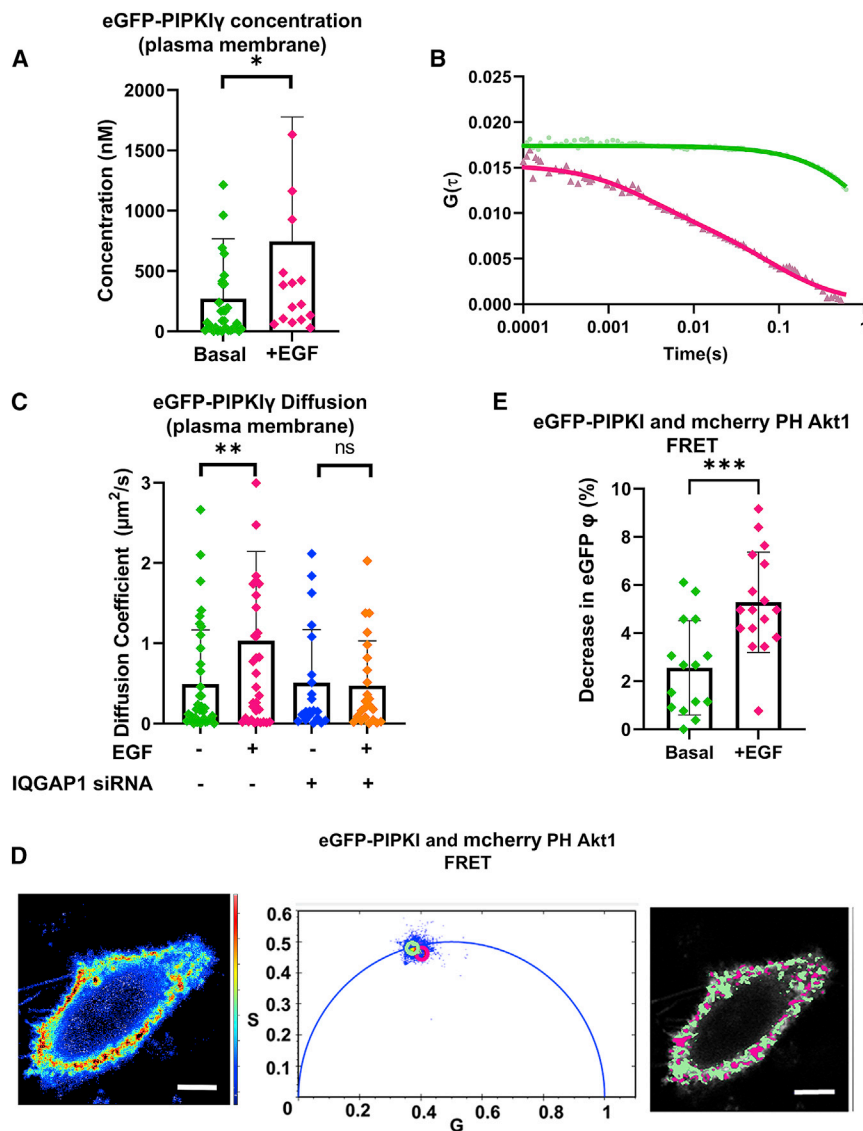 eGFP-PIPKIγ concentration
(plasma membrane)
A
*
2000
1500
1000
500
0
Concentration (nM)
Basal +EGF
B
0.025
0.020
0.015
0.010
0.005
0.000
G(τ)
0.0001 0.001 0.01 0.1 1
Time(s)
C
eGFP-PIPKIγ Diffusion
(plasma membrane)
** ns
3
2
1
0
Diffusion Coefficient (μm²/s)
EGF - + - +
IQGAP1 siRNA - - + +
E
eGFP-PIPKI and mcherry PH Akt1
FRET
***
10
8
6
4
2
0
Decrease in eGFP φ (%)
Basal +EGF
D
eGFP-PIPKI and mcherry PH Akt1
FRET
0.6
0.5
0.4
0.3
0.2
0.1
0
S
0 0.2 0.4 0.6 0.8 1
G